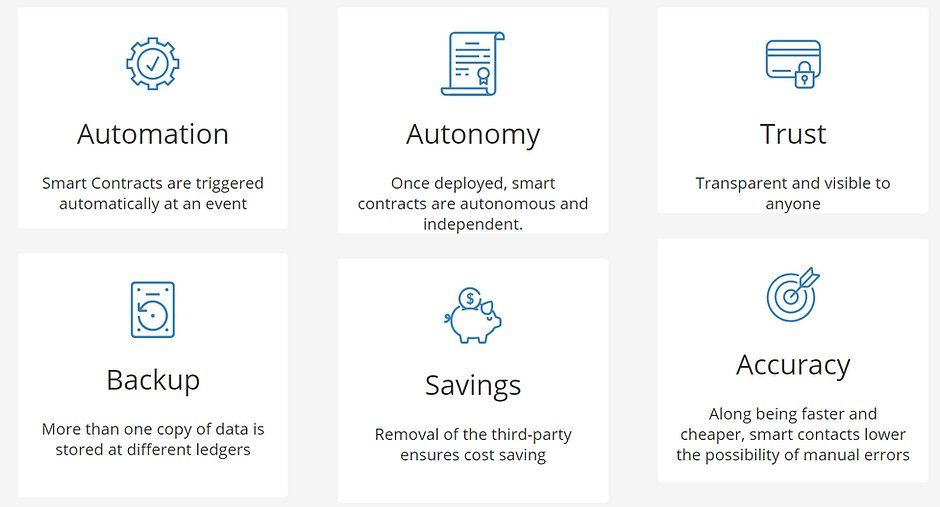 Automation
Smart Contracts are triggered
automatically at an event
Autonomy
Once deployed, smart
contracts are autonomous and
independent.
Trust
Transparent and visible to
anyone
Backup
More than one copy of data is
stored at different ledgers
$
Savings
Removal of the third-party
ensures cost saving
Accuracy
Along being faster and
cheaper, smart contacts lower
the possibility of manual errors